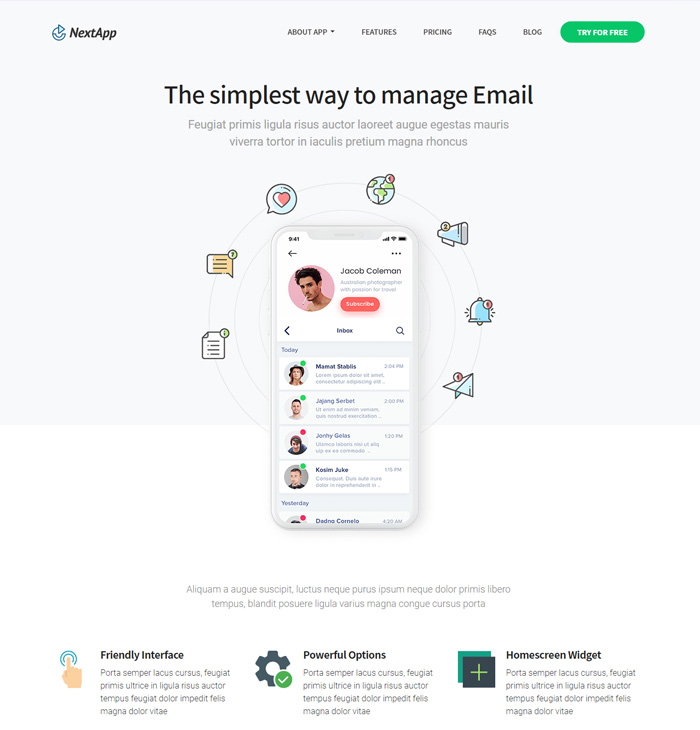 NextApp
ABOUT APP
FEATURES
PRICING
FAQS
BLOG
TRY FOR FREE
The simplest way to manage Email
Feugiat primis ligula risus auctor laoreet augue egestas mauris
viverra tortor in iaculis pretium magna rhoncus
9:41
Jacob Coleman
Australian photographer
with passion for travel
Subscribe
Inbox
Today
Mamat Stablis 2:04 PM
Lorem ipsum dolor sit amet,
consectetur adipiscing elit ...
Jajang Serbet 2:00 PM
Ut enim ad minim veniam,
quis nostrud exercitation ...
Jonhy Gelas 1:20 PM
laboris nisi ut aliq
uip ex ea commodo ...
Kosim Juke 1:15 PM
Consequat. Duis aute irure
dolor in reprehenderit in ...
Yesterday
Dadno Cornelo 4:20 AM
Aliquam a augue suscipit, luctus neque purus ipsum neque dolor primis libero
tempus, blandit posuere ligula varius magna congue cursus porta
Friendly Interface
Porta semper lacus cursus, feugiat
primis ultrice in ligula risus auctor
tempus feugiat dolor impedit felis
magna dolor vitae
Powerful Options
Porta semper lacus cursus, feugiat
primis ultrice in ligula risus auctor
tempus feugiat dolor impedit felis
magna dolor vitae
Homescreen Widget
Porta semper lacus cursus, feugiat
primis ultrice in ligula risus auctor
tempus feugiat dolor impedit felis
magna dolor vitae